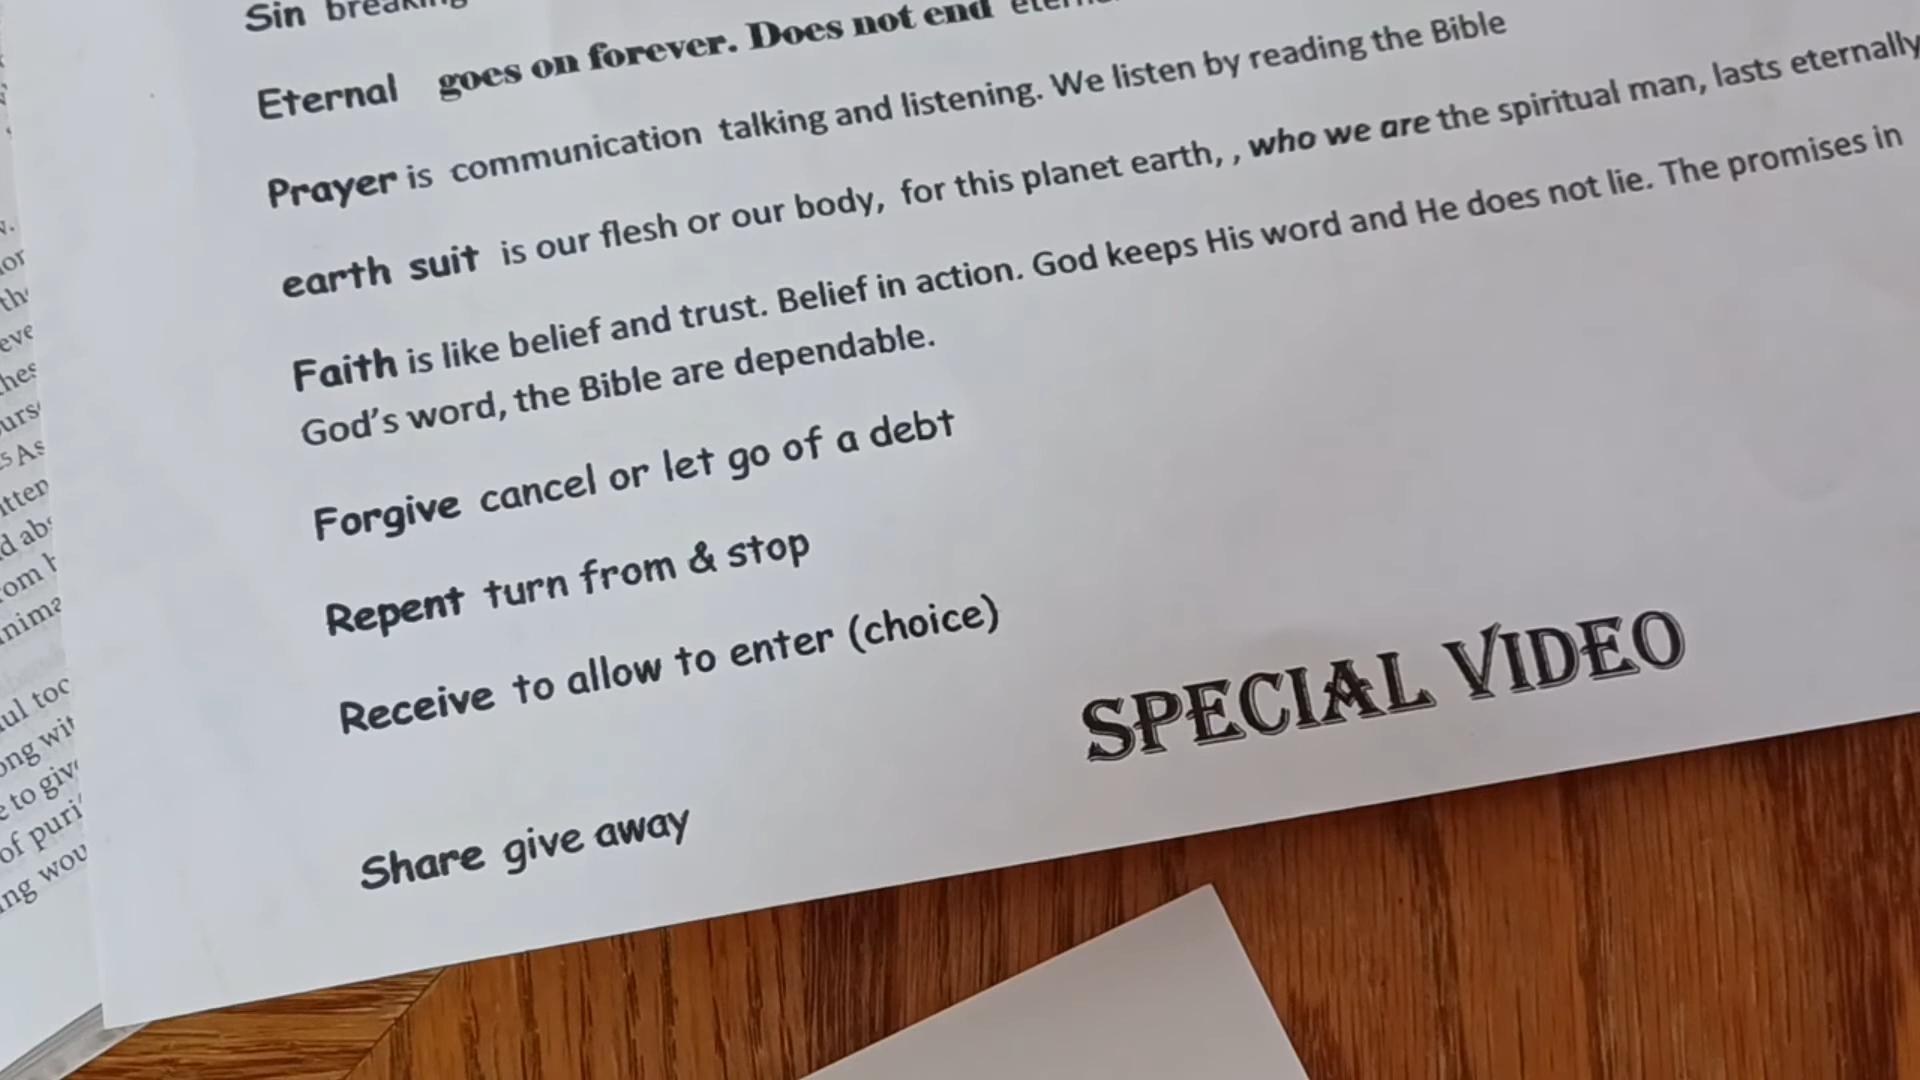 Sin breaking
Eternal goes on forever. Does not end
Prayer is communication talking and listening. We listen by reading the Bible
earth suit is our flesh or our body, for this planet earth, , who we are the spiritual man, lasts eternally
Faith is like belief and trust. Belief in action. God keeps His word and He does not lie. The promises in
God's word, the Bible are dependable.
Forgive cancel or let go of a debt
Repent turn from & stop
Receive to allow to enter (choice)
SPECIAL VIDEO
Share give away